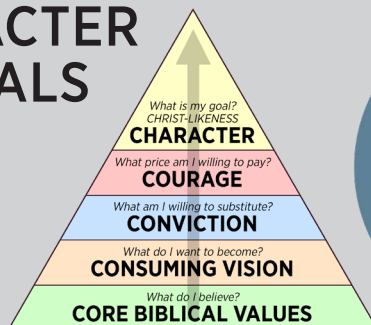 ACTER
ALS
What is my goal?
CHRIST-LIKENESS
CHARACTER
What price am I willing to pay?
COURAGE
What am I willing to substitute?
CONVICTION
What do I want to become?
CONSUMING VISION
What do I believe?
CORE BIBLICAL VALUES